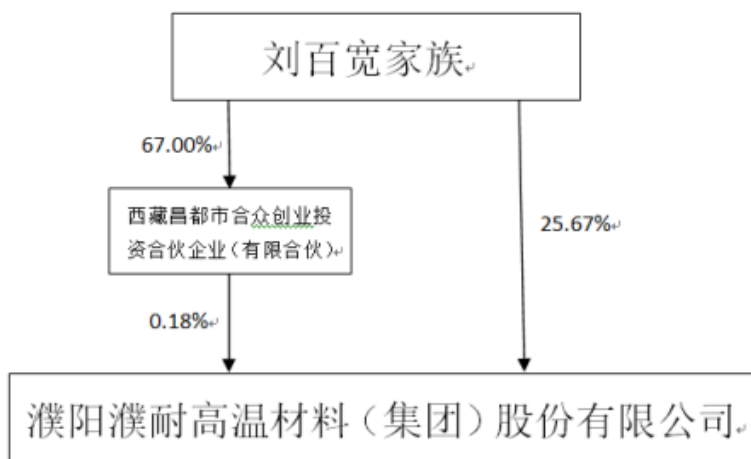 刘百宽家族
67.00%
西藏昌都市合众创业投
资合伙企业（有限合伙）
25.67%
0.18%
濮阳濮耐高温材料（集团）股份有限公司